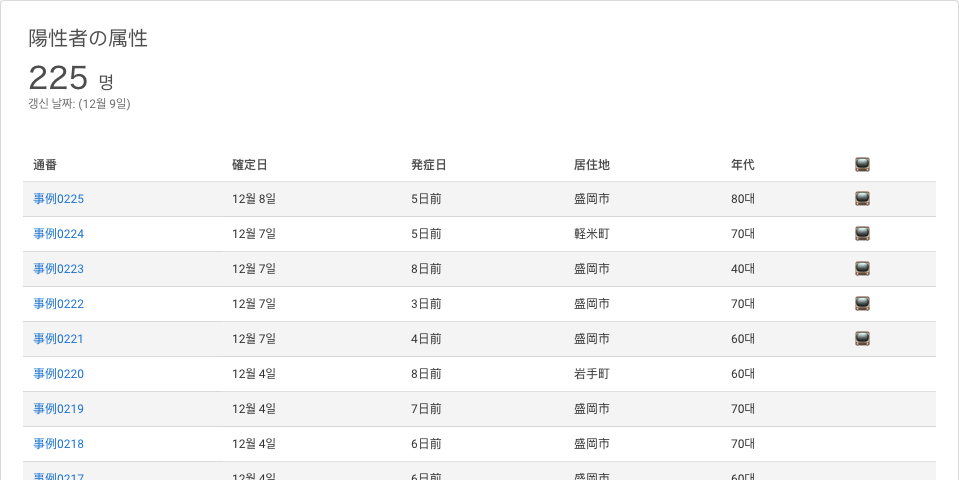 陽性者の属性
225 명
갱신 날짜: (12월 9일)
通番 確定日 発症日 居住地 年代 📺
事例0225 12월 8일 5日前 盛岡市 80대 📺
事例0224 12월 7일 5日前 軽米町 70대 📺
事例0223 12월 7일 8日前 盛岡市 40대 📺
事例0222 12월 7일 3日前 盛岡市 70대 📺
事例0221 12월 7일 4日前 盛岡市 60대 📺
事例0220 12월 4일 8日前 岩手町 60대
事例0219 12월 4일 7日前 盛岡市 70대
事例0218 12월 4일 6日前 盛岡市 70대
事例0217 12월 4일 6日前 盛岡市 60대